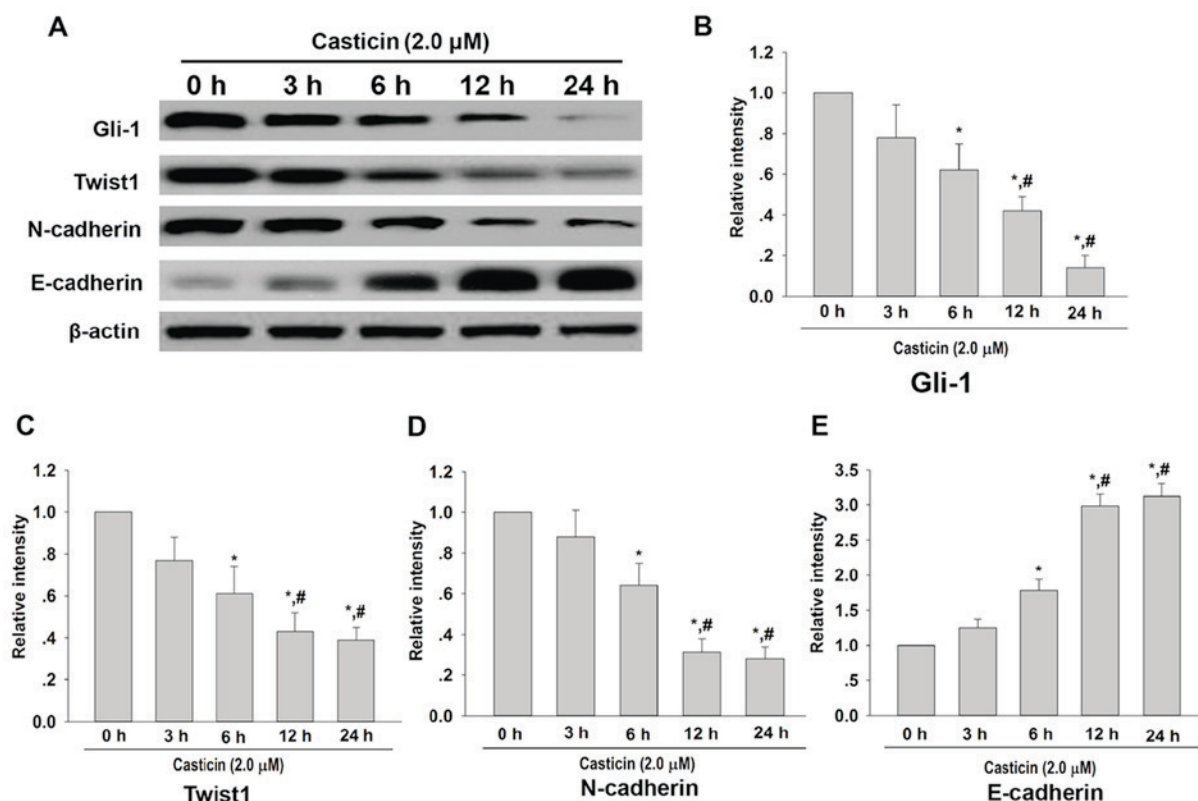 A
Casticin (2.0 µM)
0 h 3 h 6 h 12 h 24 h
Gli-1
Twist1
N-cadherin
E-cadherin
β-actin
B
Relative intensity
1.2
1.0
.8
.6
.4
.2
0.0
*
*,#
*,#
0 h 3 h 6 h 12 h 24 h
Casticin (2.0 µM)
Gli-1
C
Relative intensity
1.2
1.0
0.8
.6
.4
.2
0.0
*
*,#
*,#
0 h 3 h 6 h 12 h 24 h
Casticin (2.0 µM)
Twist1
D
Relative intensity
1.2
1.0
.8
.6
.4
.2
0.0
*
*,#
*,#
0 h 3 h 6 h 12 h 24 h
Casticin (2.0 µM)
N-cadherin
E
Relative intensity
3.5
3.0
2.5
2.0
1.5
1.0
.5
0.0
*
*,#
*,#
0 h 3 h 6 h 12 h 24 h
Casticin (2.0 µM)
E-cadherin